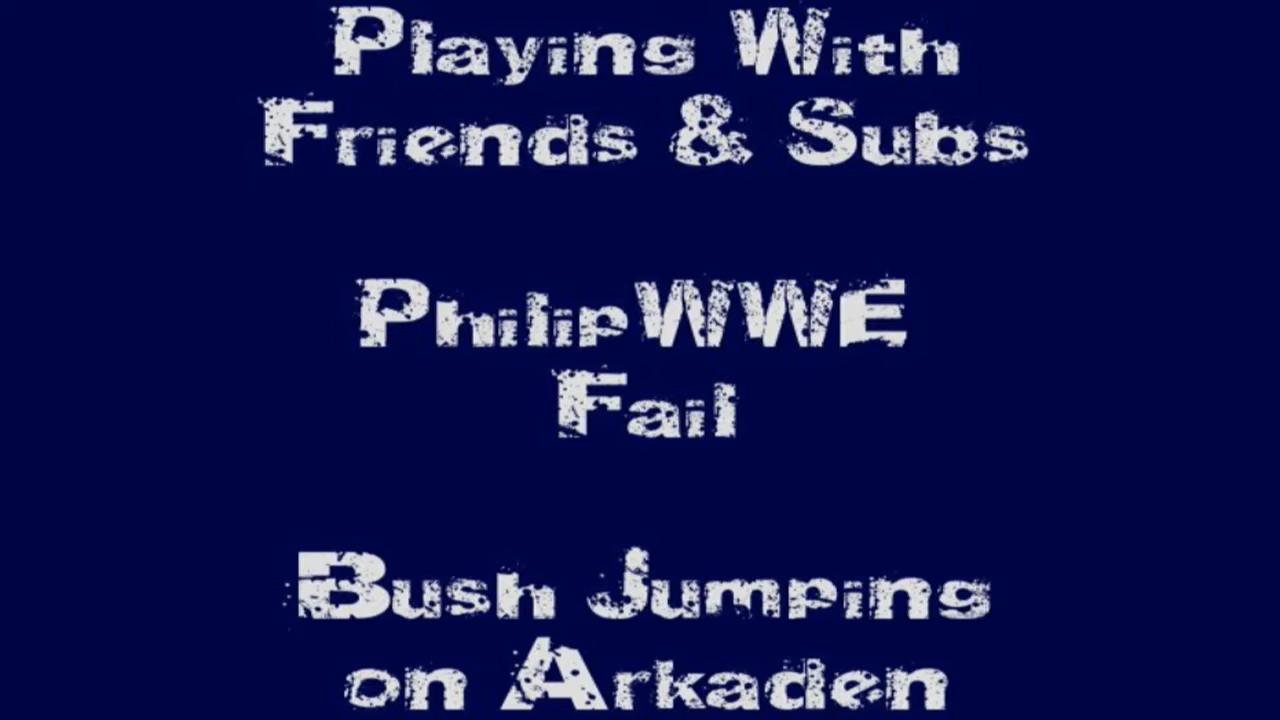 Playing With
Friends & Subs
PhilipWWE
Fail
Bush Jumping
on Arkaden